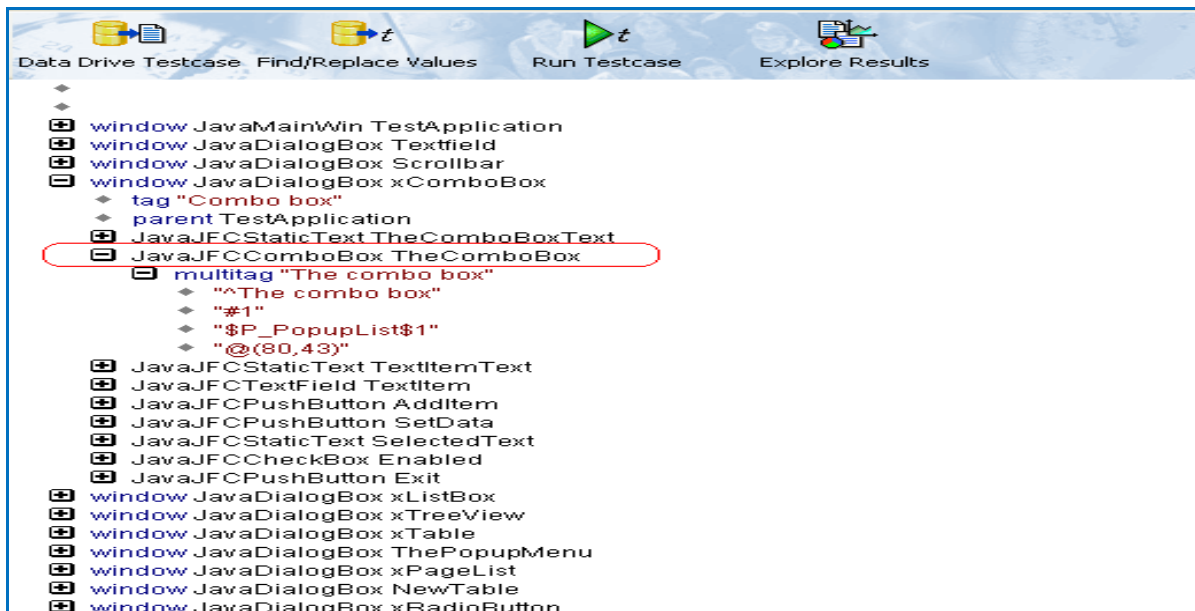 Data Drive Testcase Find/Replace Values Run Testcase Explore Results
window JavaMainWin TestApplication
window JavaDialogBox Textfield
window JavaDialogBox Scrollbar
window JavaDialogBox xComboBox
tag "Combo box"
parent TestApplication
JavaJFCStaticText TheComboBoxText
JavaJFCComboBox TheComboBox
multitag "The combo box"
"^The combo box"
"#1"
"$P_PopupList$1"
"@(80,43)"
JavaJFCStaticText TextItemText
JavaJFCTextField TextItem
JavaJFCPushButton AddItem
JavaJFCPushButton SetData
JavaJFCStaticText SelectedText
JavaJFCCheckBox Enabled
JavaJFCPushButton Exit
window JavaDialogBox xListBox
window JavaDialogBox xTreeView
window JavaDialogBox xTable
window JavaDialogBox ThePopupMenu
window JavaDialogBox xPageList
window JavaDialogBox NewTable
window JavaDialogBox xRadioButton